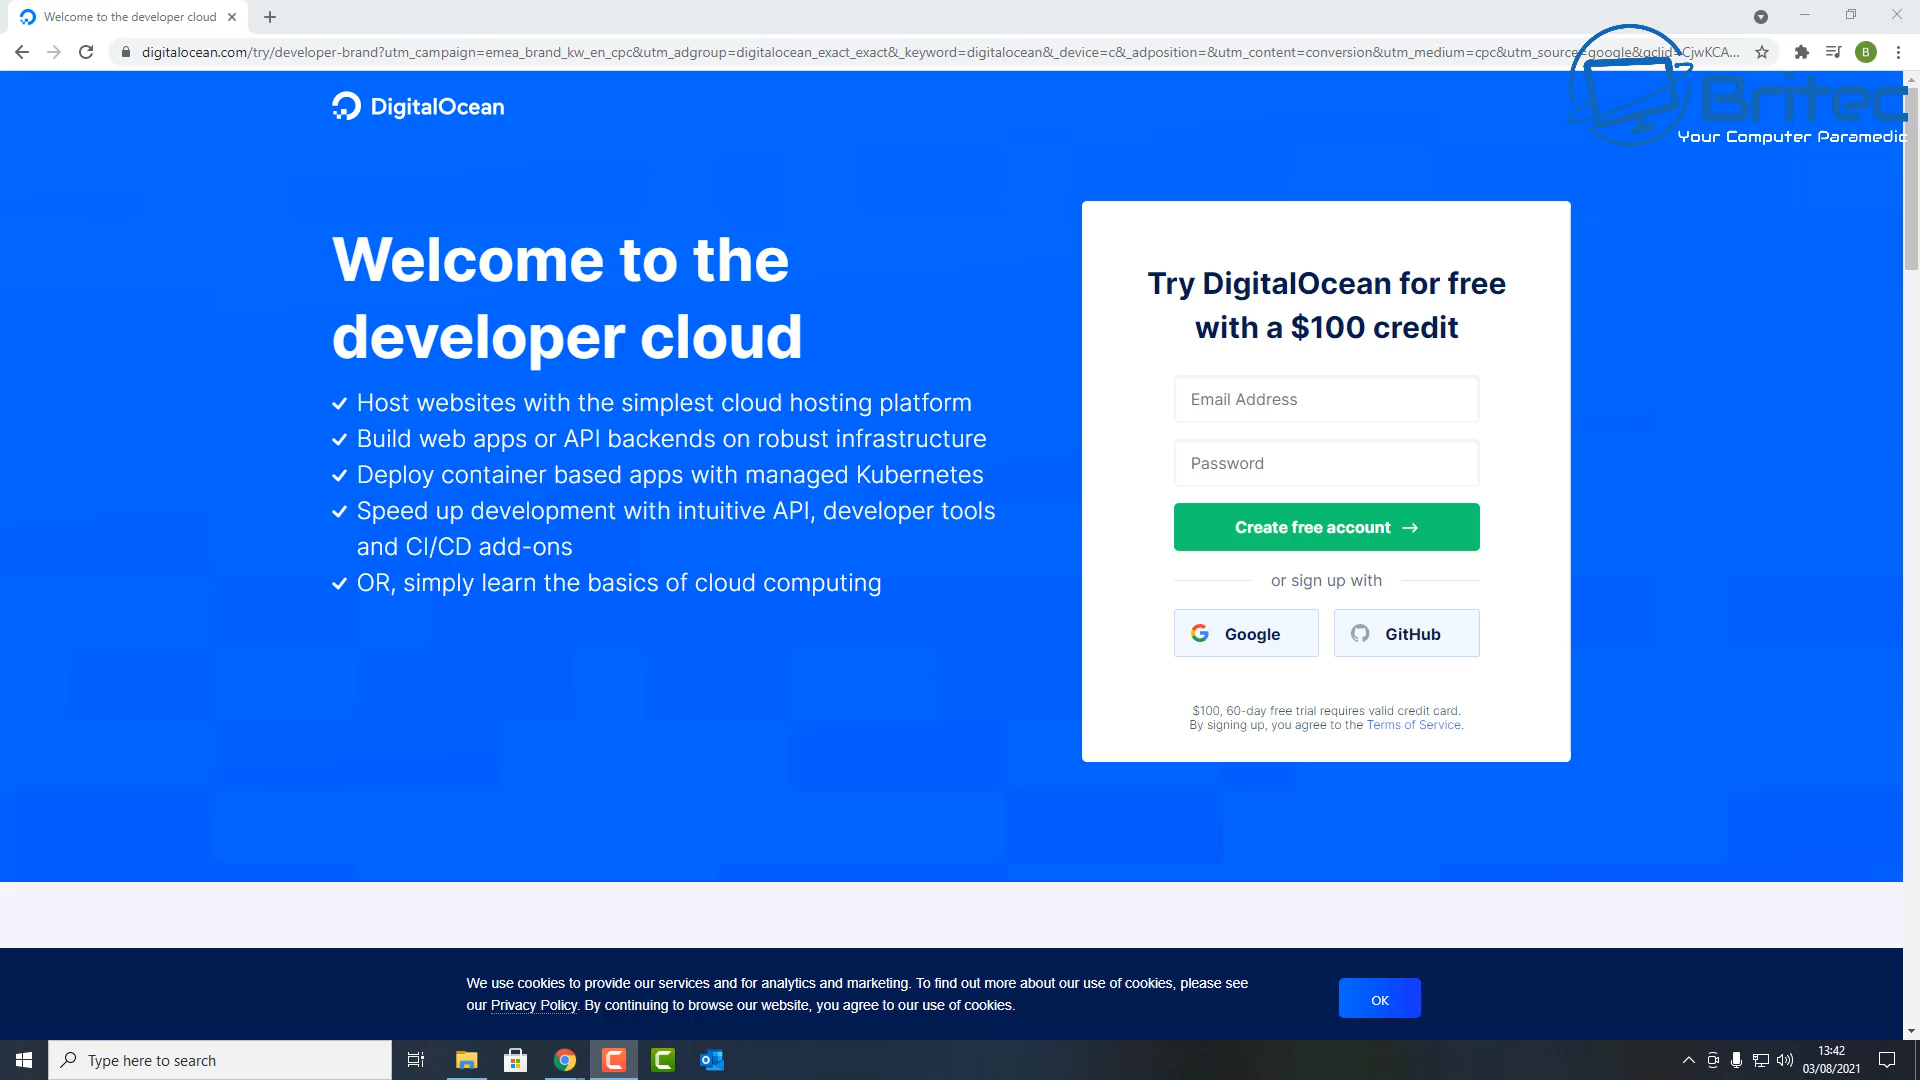 Welcome to the developer cloud
digitalocean.com/try/developer-brand?utm_campaign=emea_brand_kw_en_cpc&utm_adgroup=digitalocean_exact_exact&_keyword=digitalocean&_device=c&_adposition=&utm_content=conversion&utm_medium=cpc&utm_source=google&gclid=CjwKCA...
B
Britec
Your Computer Paramedic
DigitalOcean
Welcome to the
developer cloud
Host websites with the simplest cloud hosting platform
Build web apps or API backends on robust infrastructure
Deploy container based apps with managed Kubernetes
Speed up development with intuitive API, developer tools
and CI/CD add-ons
OR, simply learn the basics of cloud computing
Try DigitalOcean for free
with a $100 credit
Email Address
Password
Create free account →
or sign up with
Google
GitHub
$100, 60-day free trial requires valid credit card.
By signing up, you agree to the Terms of Service.
We use cookies to provide our services and for analytics and marketing. To find out more about our use of cookies, please see
our Privacy Policy. By continuing to browse our website, you agree to our use of cookies.
OK
Type here to search
13:42
03/08/2021